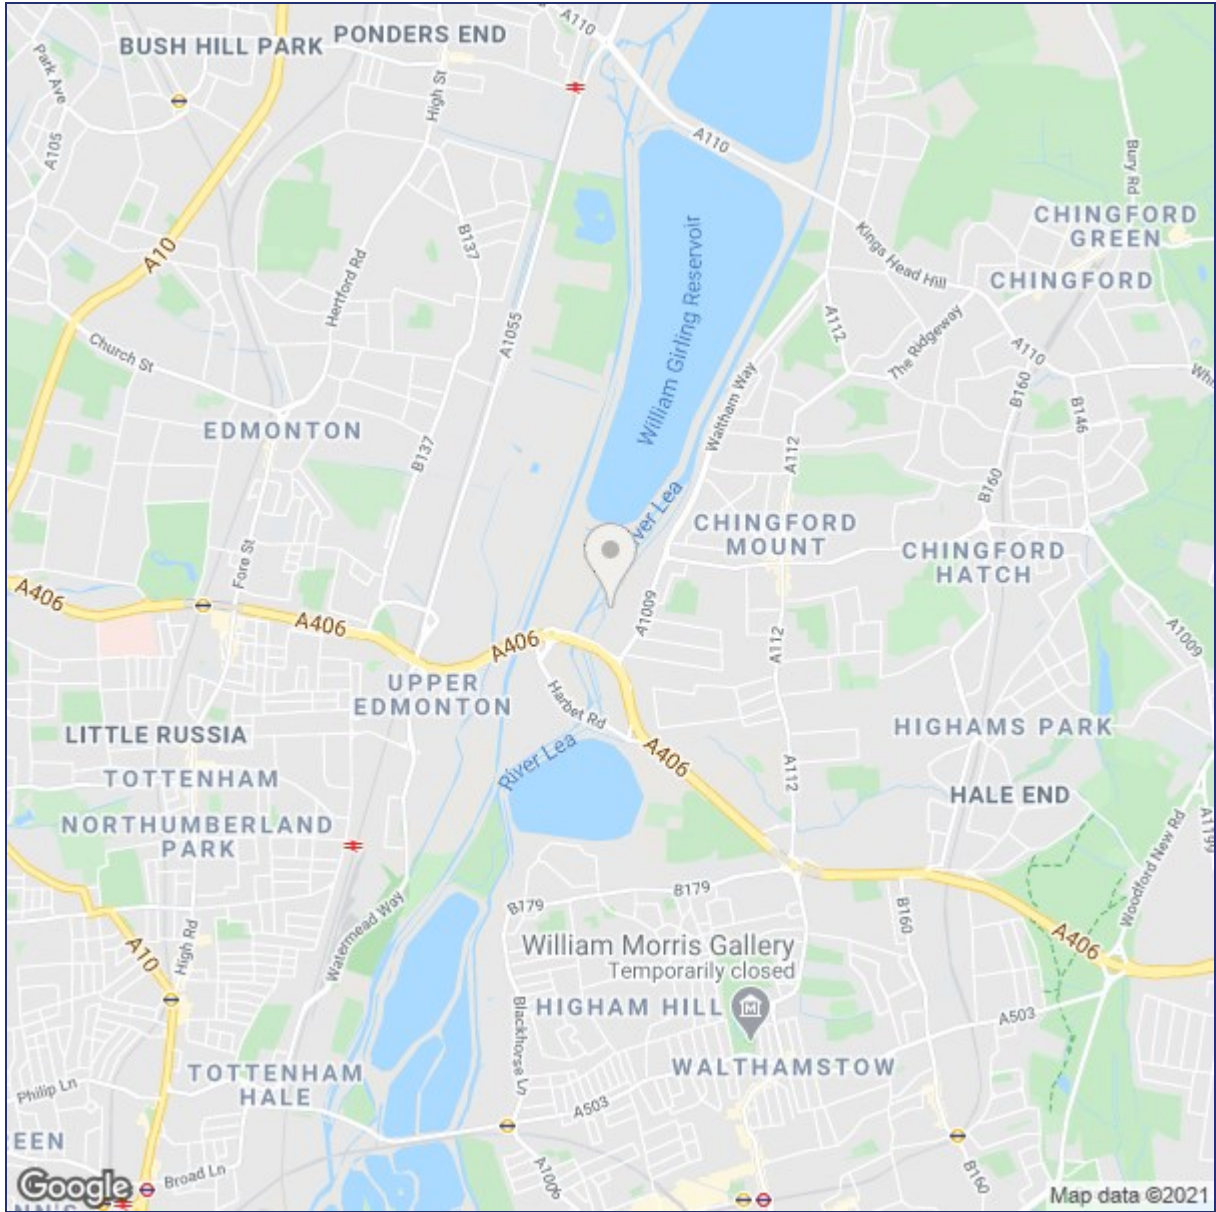 BUSH HILL PARK
PONDERS END
A110
Park Ave
High St
A105
A110
Bury Rd
CHINGFORD
GREEN
B137
Kings Head Hill
A10
Hertford Rd
William Girling Reservoir
CHINGFORD
A1055
A112
The Ridgeway
A110
Church St
Waltham Way
B160
B146
EDMONTON
B137
A112
B160
River Lea
CHINGFORD
MOUNT
CHINGFORD
HATCH
Fore St
A406
A406
A406
A1009
A112
A1009
UPPER
EDMONTON
Harbet Rd
LITTLE RUSSIA
River Lea
A406
A112
HIGHAMS PARK
TOTTENHAM
HALE END
NORTHUMBERLAND
PARK
Woodford New Rd
A1199
B179
B179
B160
Watermead Way
High Rd
A10
William Morris Gallery
Temporarily closed
A406
HIGHAM HILL
A503
Blackhorse Ln
WALTHAMSTOW
TOTTENHAM
HALE
Philip Ln
A503
Broad Ln
A1006
B160
Google
Map data ©2021